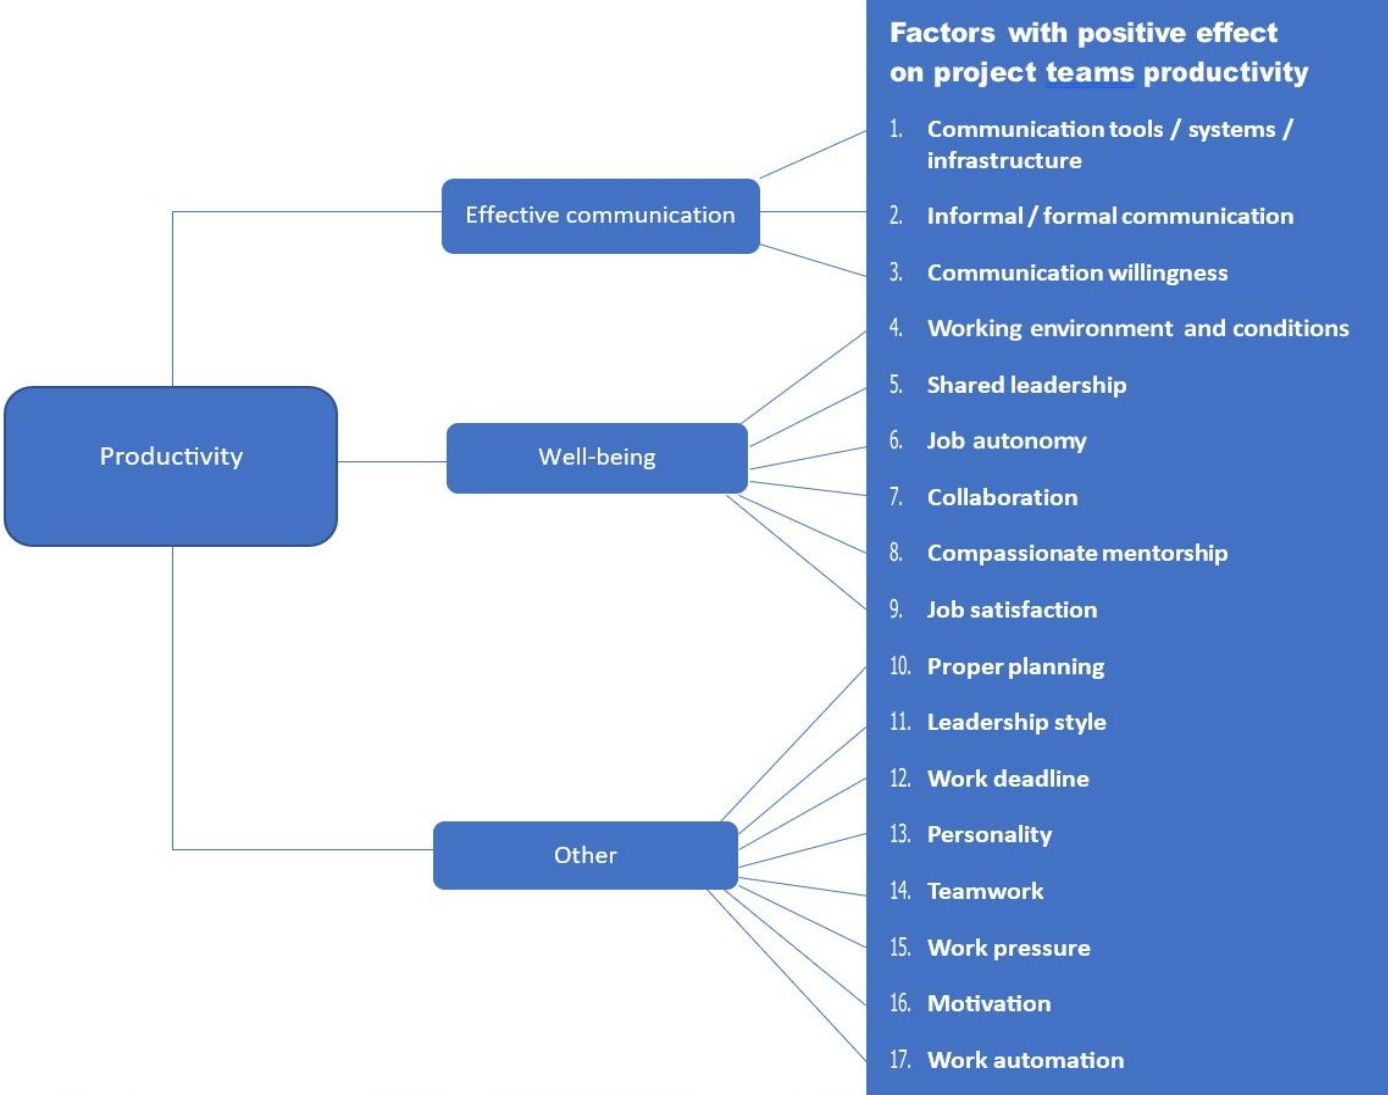 Factors with positive effect
on project teams productivity
1. Communication tools / systems /
infrastructure
Effective communication
2. Informal / formal communication
3. Communication willingness
4. Working environment and conditions
5. Shared leadership
6. Job autonomy
Productivity
Well-being
7. Collaboration
8. Compassionate mentorship
9. Job satisfaction
10. Proper planning
11. Leadership style
12. Work deadline
13. Personality
Other
14. Teamwork
15. Work pressure
16. Motivation
17. Work automation